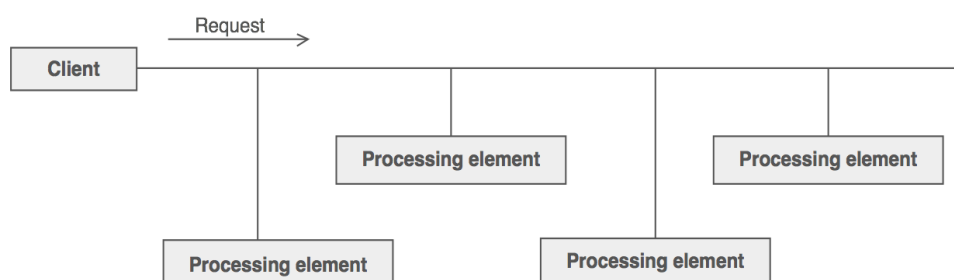 Request
Client
Processing element
Processing element
Processing element
Processing element